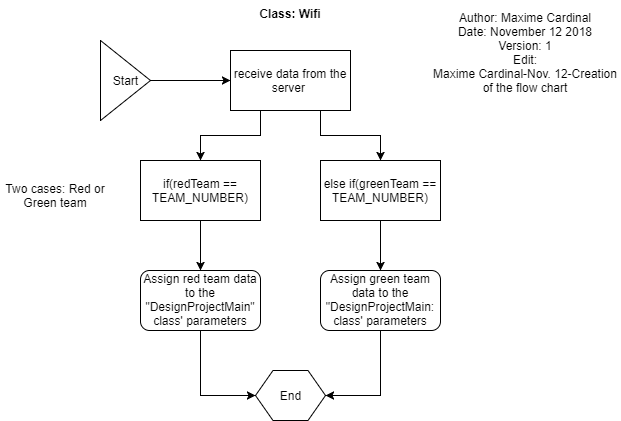 Class: Wifi
Author: Maxime Cardinal
Date: November 12 2018
Version: 1
Edit:
Maxime Cardinal-Nov. 12-Creation
of the flow chart
Start
receive data from the
server
Two cases: Red or
Green team
if(redTeam ==
TEAM_NUMBER)
else if(greenTeam ==
TEAM_NUMBER)
Assign red team data
to the
"DesignProjectMain"
class' parameters
Assign green team
data to the
"DesignProjectMain:
class' parameters
End